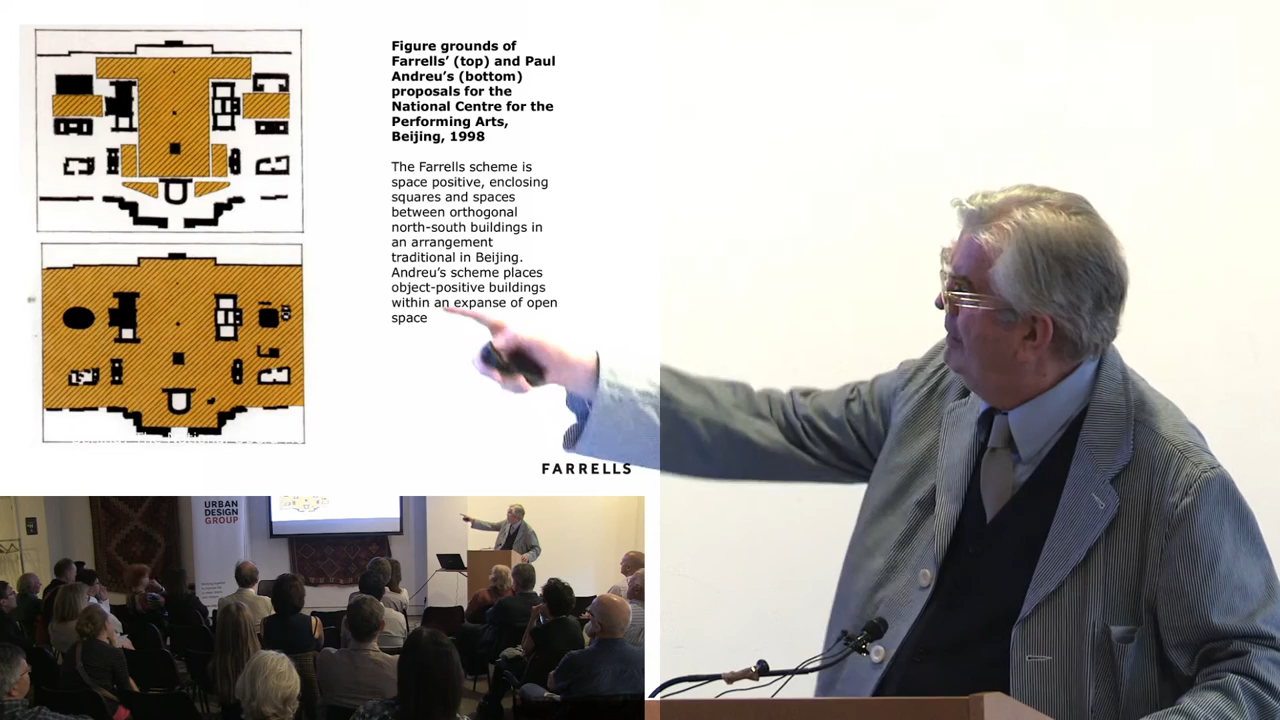 Figure grounds of
Farrells’ (top) and Paul
Andreu’s (bottom)
proposals for the
National Centre for the
Performing Arts,
Beijing, 1998
The Farrells scheme is
space positive, enclosing
squares and spaces
between orthogonal
north-south buildings in
an arrangement
traditional in Beijing.
Andreu’s scheme places
object-positive buildings
within an expanse of open
space
FARRELLS
URBAN
DESIGN
GROUP